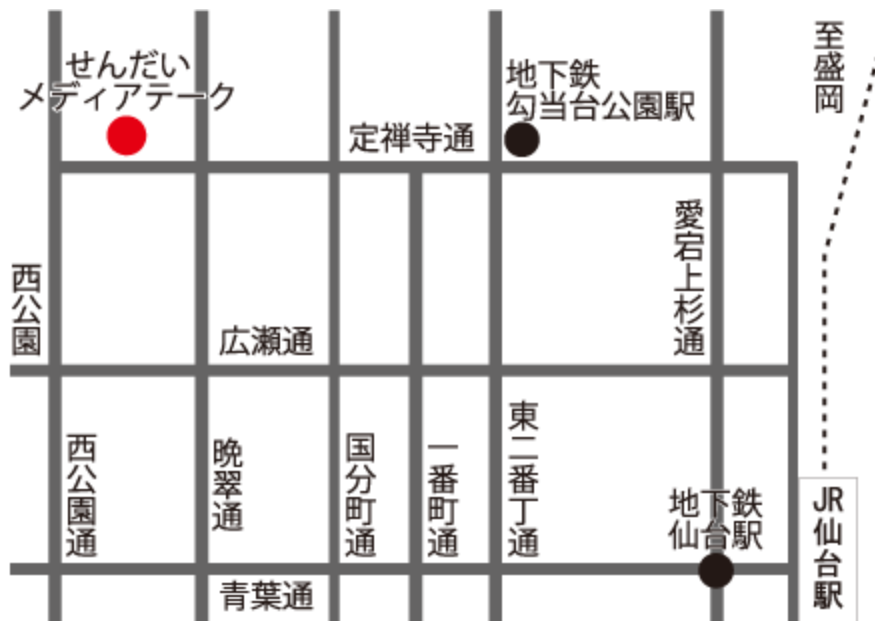 せんだい
メディアテーク
地下鉄
勾当台公園駅
至盛岡
定禅寺通
愛宕上杉通
西公園
広瀬通
西公園通
晩翠通
国分町通
一番町通
東二番丁通
地下鉄
仙台駅
JR仙台駅
青葉通